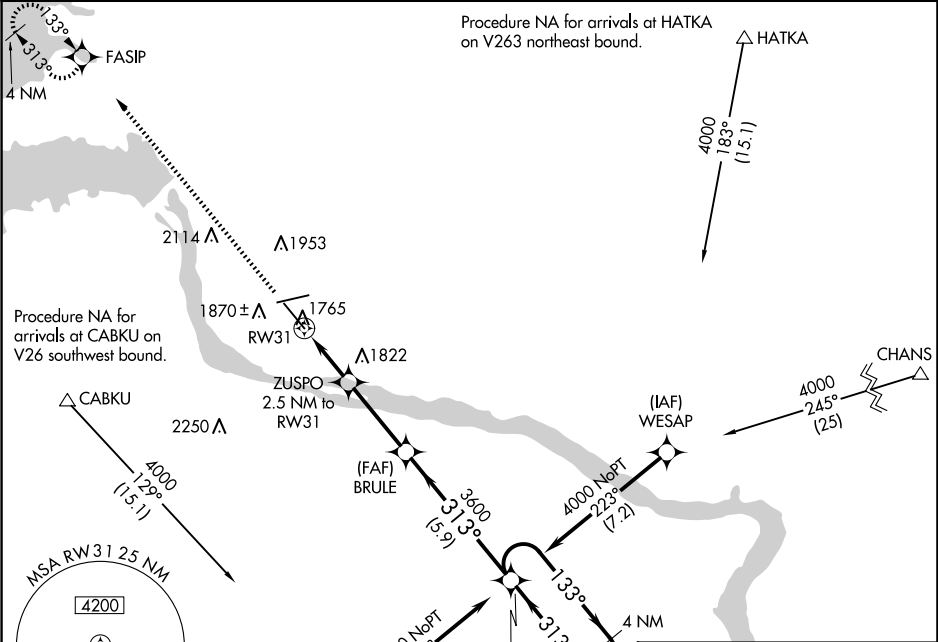 Procedure NA for arrivals at HATKA
on V263 northeast bound.
133°
313°
4 NM
FASIP
HATKA
4000
183°
(15.1)
2114
1953
1870±
1765
RW31
Procedure NA for
arrivals at CABKU on
V26 southwest bound.
1822
ZUSPO
2.5 NM to
RW31
CHANS
4000
245°
(25)
CABKU
2250
(IAF)
WESAP
(FAF)
BRULE
4000
129°
(15.1)
4000 NoPT
223°
(7.2)
3600
313°
(5.9)
MSA RW31 25 NM
4200
133°
4 NM
NoPT